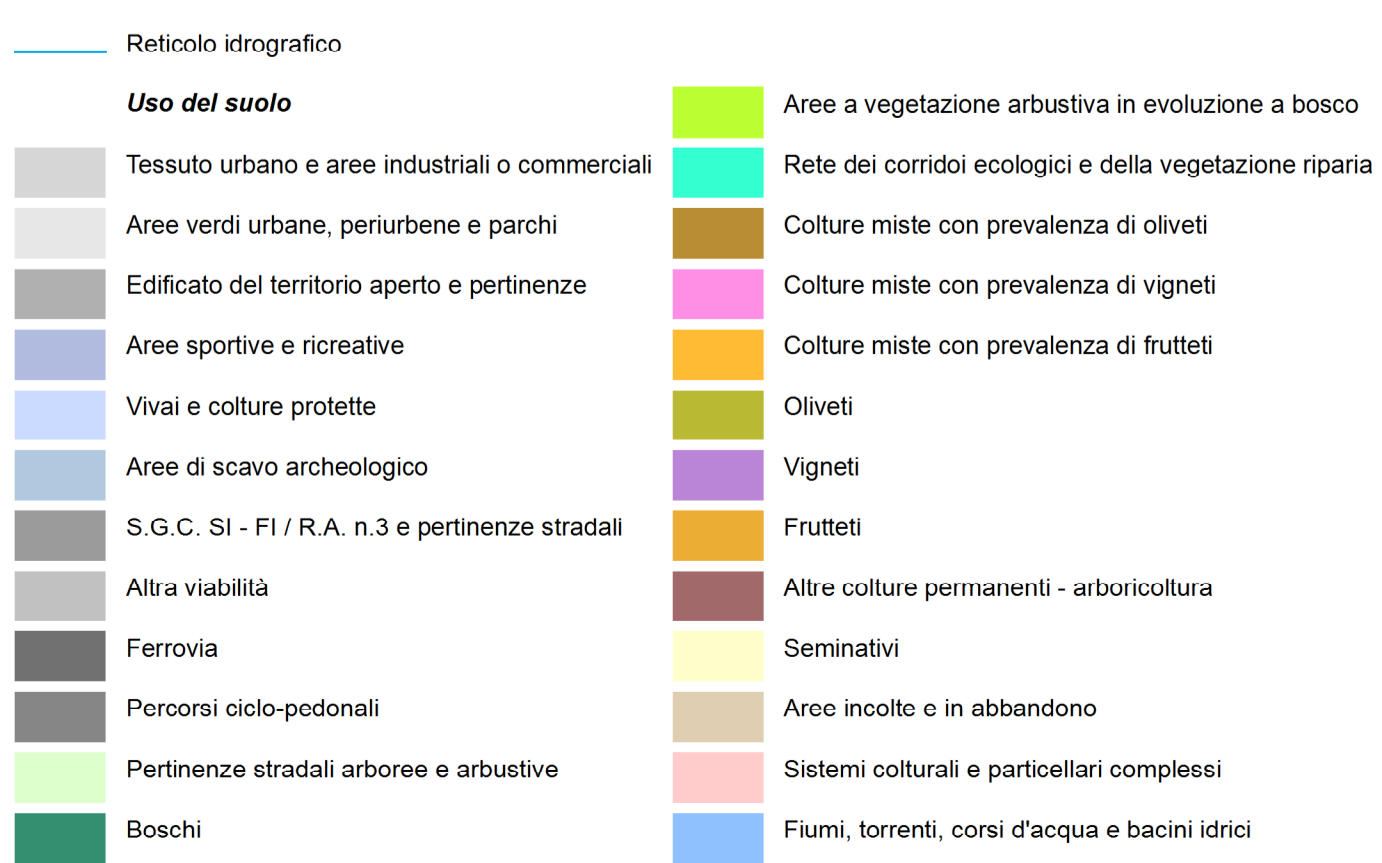 Reticolo idrografico
Uso del suolo
Tessuto urbano e aree industriali o commerciali
Aree verdi urbane, periurbene e parchi
Edificato del territorio aperto e pertinenze
Aree sportive e ricreative
Vivai e colture protette
Aree di scavo archeologico
S.G.C. SI - FI / R.A. n.3 e pertinenze stradali
Altra viabilità
Ferrovia
Percorsi ciclo-pedonali
Pertinenze stradali arboree e arbustive
Boschi
Aree a vegetazione arbustiva in evoluzione a bosco
Rete dei corridoi ecologici e della vegetazione riparia
Colture miste con prevalenza di oliveti
Colture miste con prevalenza di vigneti
Colture miste con prevalenza di frutteti
Oliveti
Vigneti
Frutteti
Altre colture permanenti - arboricoltura
Seminativi
Aree incolte e in abbandono
Sistemi colturali e particellari complessi
Fiumi, torrenti, corsi d'acqua e bacini idrici